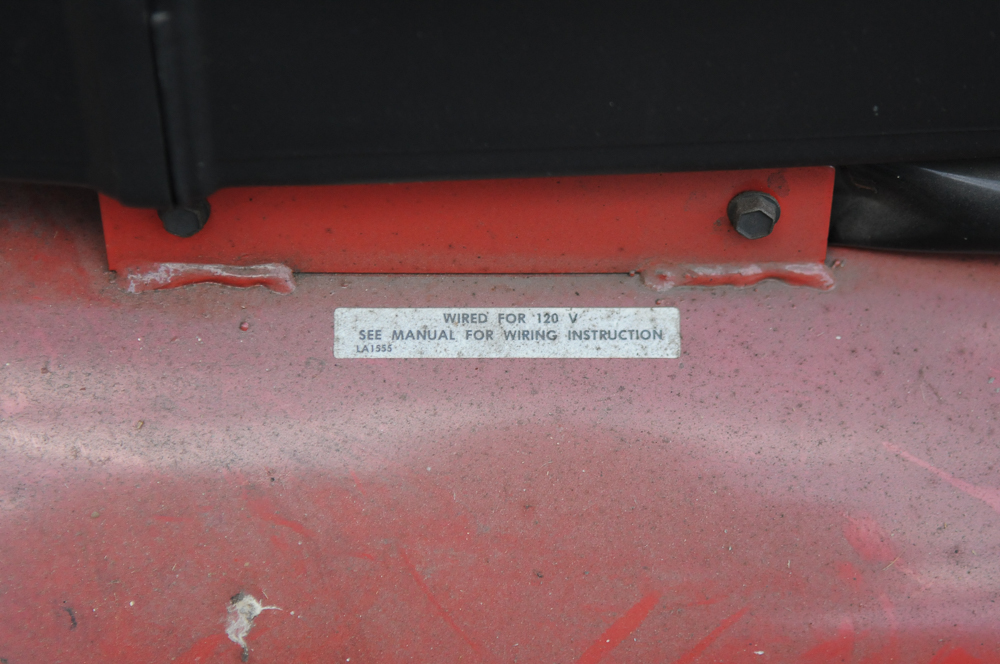 WIRED FOR 120 V
SEE MANUAL FOR WIRING INSTRUCTION
LA1555